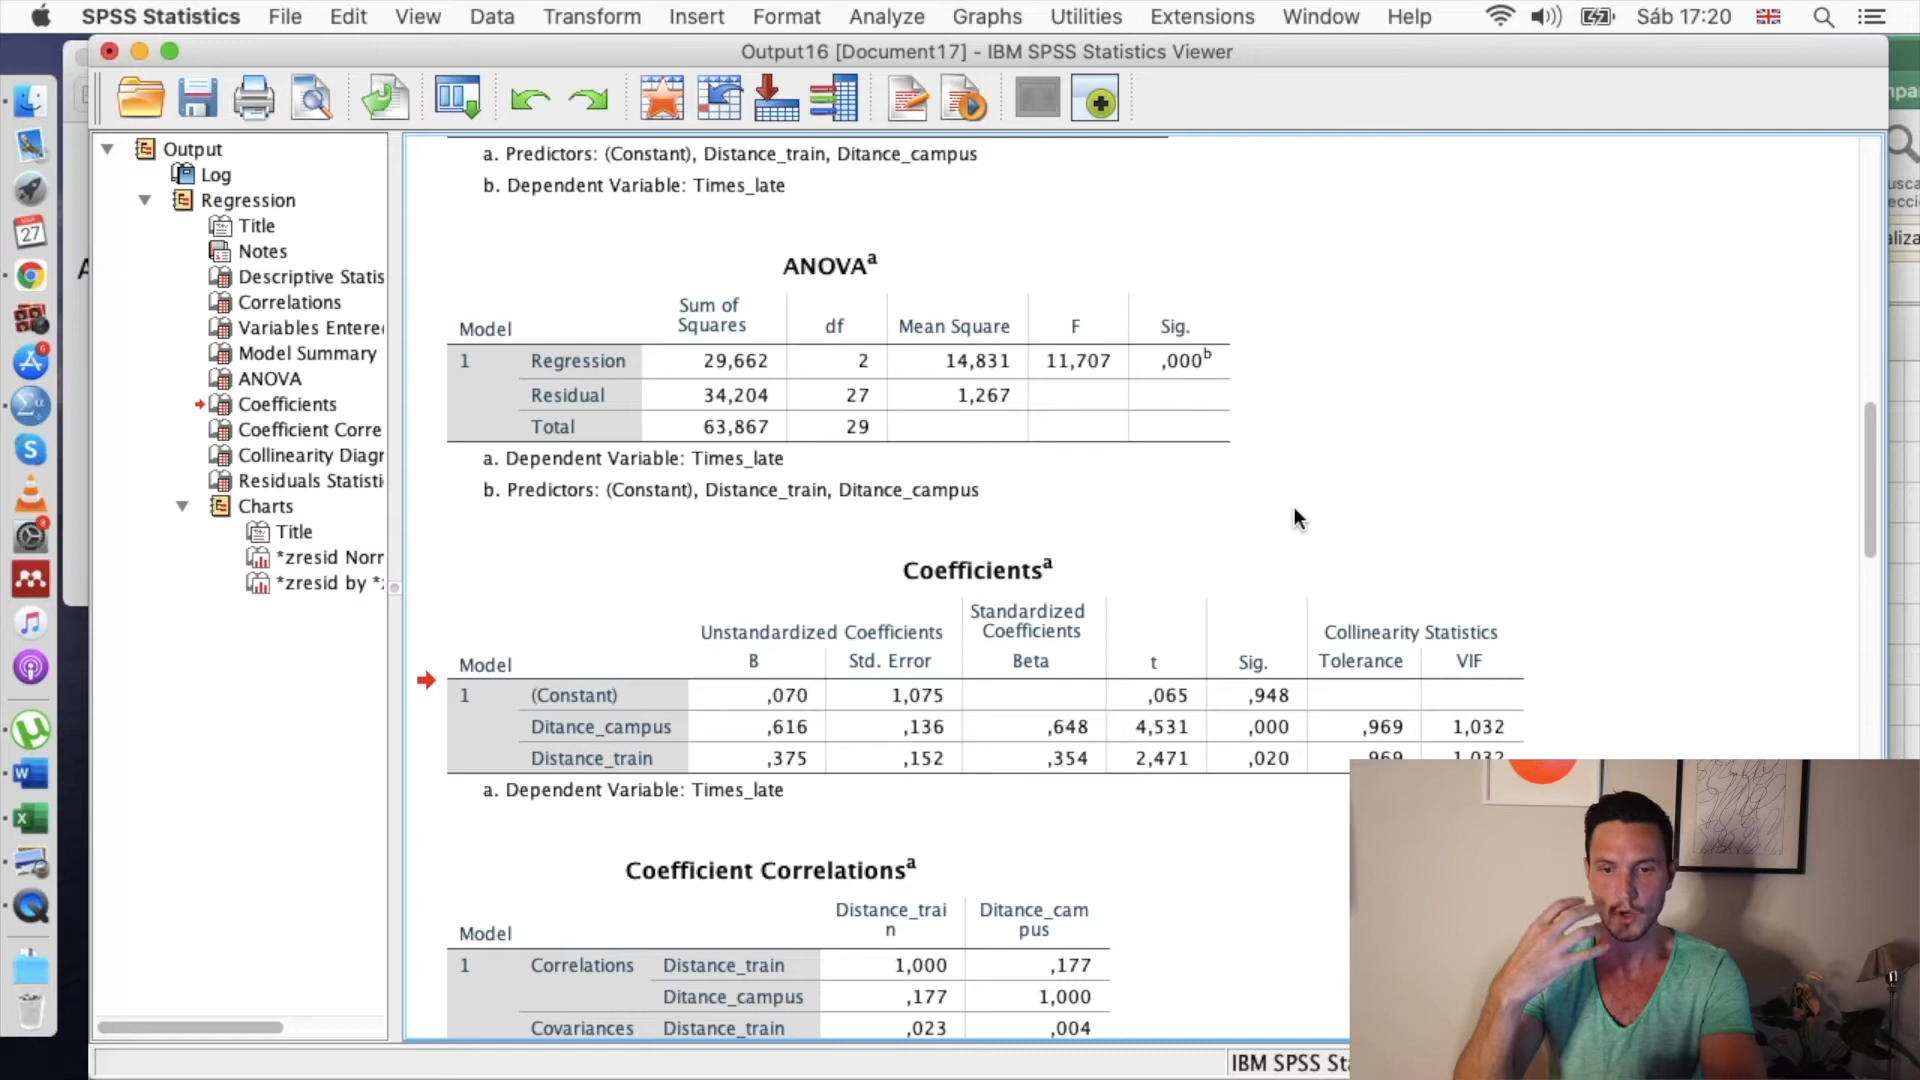 SPSS Statistics File Edit View Data Transform Insert Format Analyze Graphs Utilities Extensions Window Help Sáb 17:20
Output16 [Document17] - IBM SPSS Statistics Viewer
Output
Log
Regression
Title
Notes
Descriptive Statis
Correlations
Variables Entere
Model Summary
ANOVA
Coefficients
Coefficient Corre
Collinearity Diagr
Residuals Statisti
Charts
Title
*zresid Norr
*zresid by *
a. Predictors: (Constant), Distance_train, Ditance_campus
b. Dependent Variable: Times_late
ANOVAa
Model Sum of Squares df Mean Square F Sig.
1 Regression 29,662 2 14,831 11,707 ,000b
Residual 34,204 27 1,267
Total 63,867 29
a. Dependent Variable: Times_late
b. Predictors: (Constant), Distance_train, Ditance_campus
Coefficientsa
Unstandardized Coefficients Standardized Coefficients Collinearity Statistics
Model B Std. Error Beta t Sig. Tolerance VIF
1 (Constant) ,070 1,075 ,065 ,948
Ditance_campus ,616 ,136 ,648 4,531 ,000 ,969 1,032
Distance_train ,375 ,152 ,354 2,471 ,020 ,969 1,032
a. Dependent Variable: Times_late
Coefficient Correlationsa
Model Distance_trai n Ditance_cam pus
1 Correlations Distance_train 1,000 ,177
Ditance_campus ,177 1,000
Covariances Distance_train ,023 ,004
IBM SPSS Sta